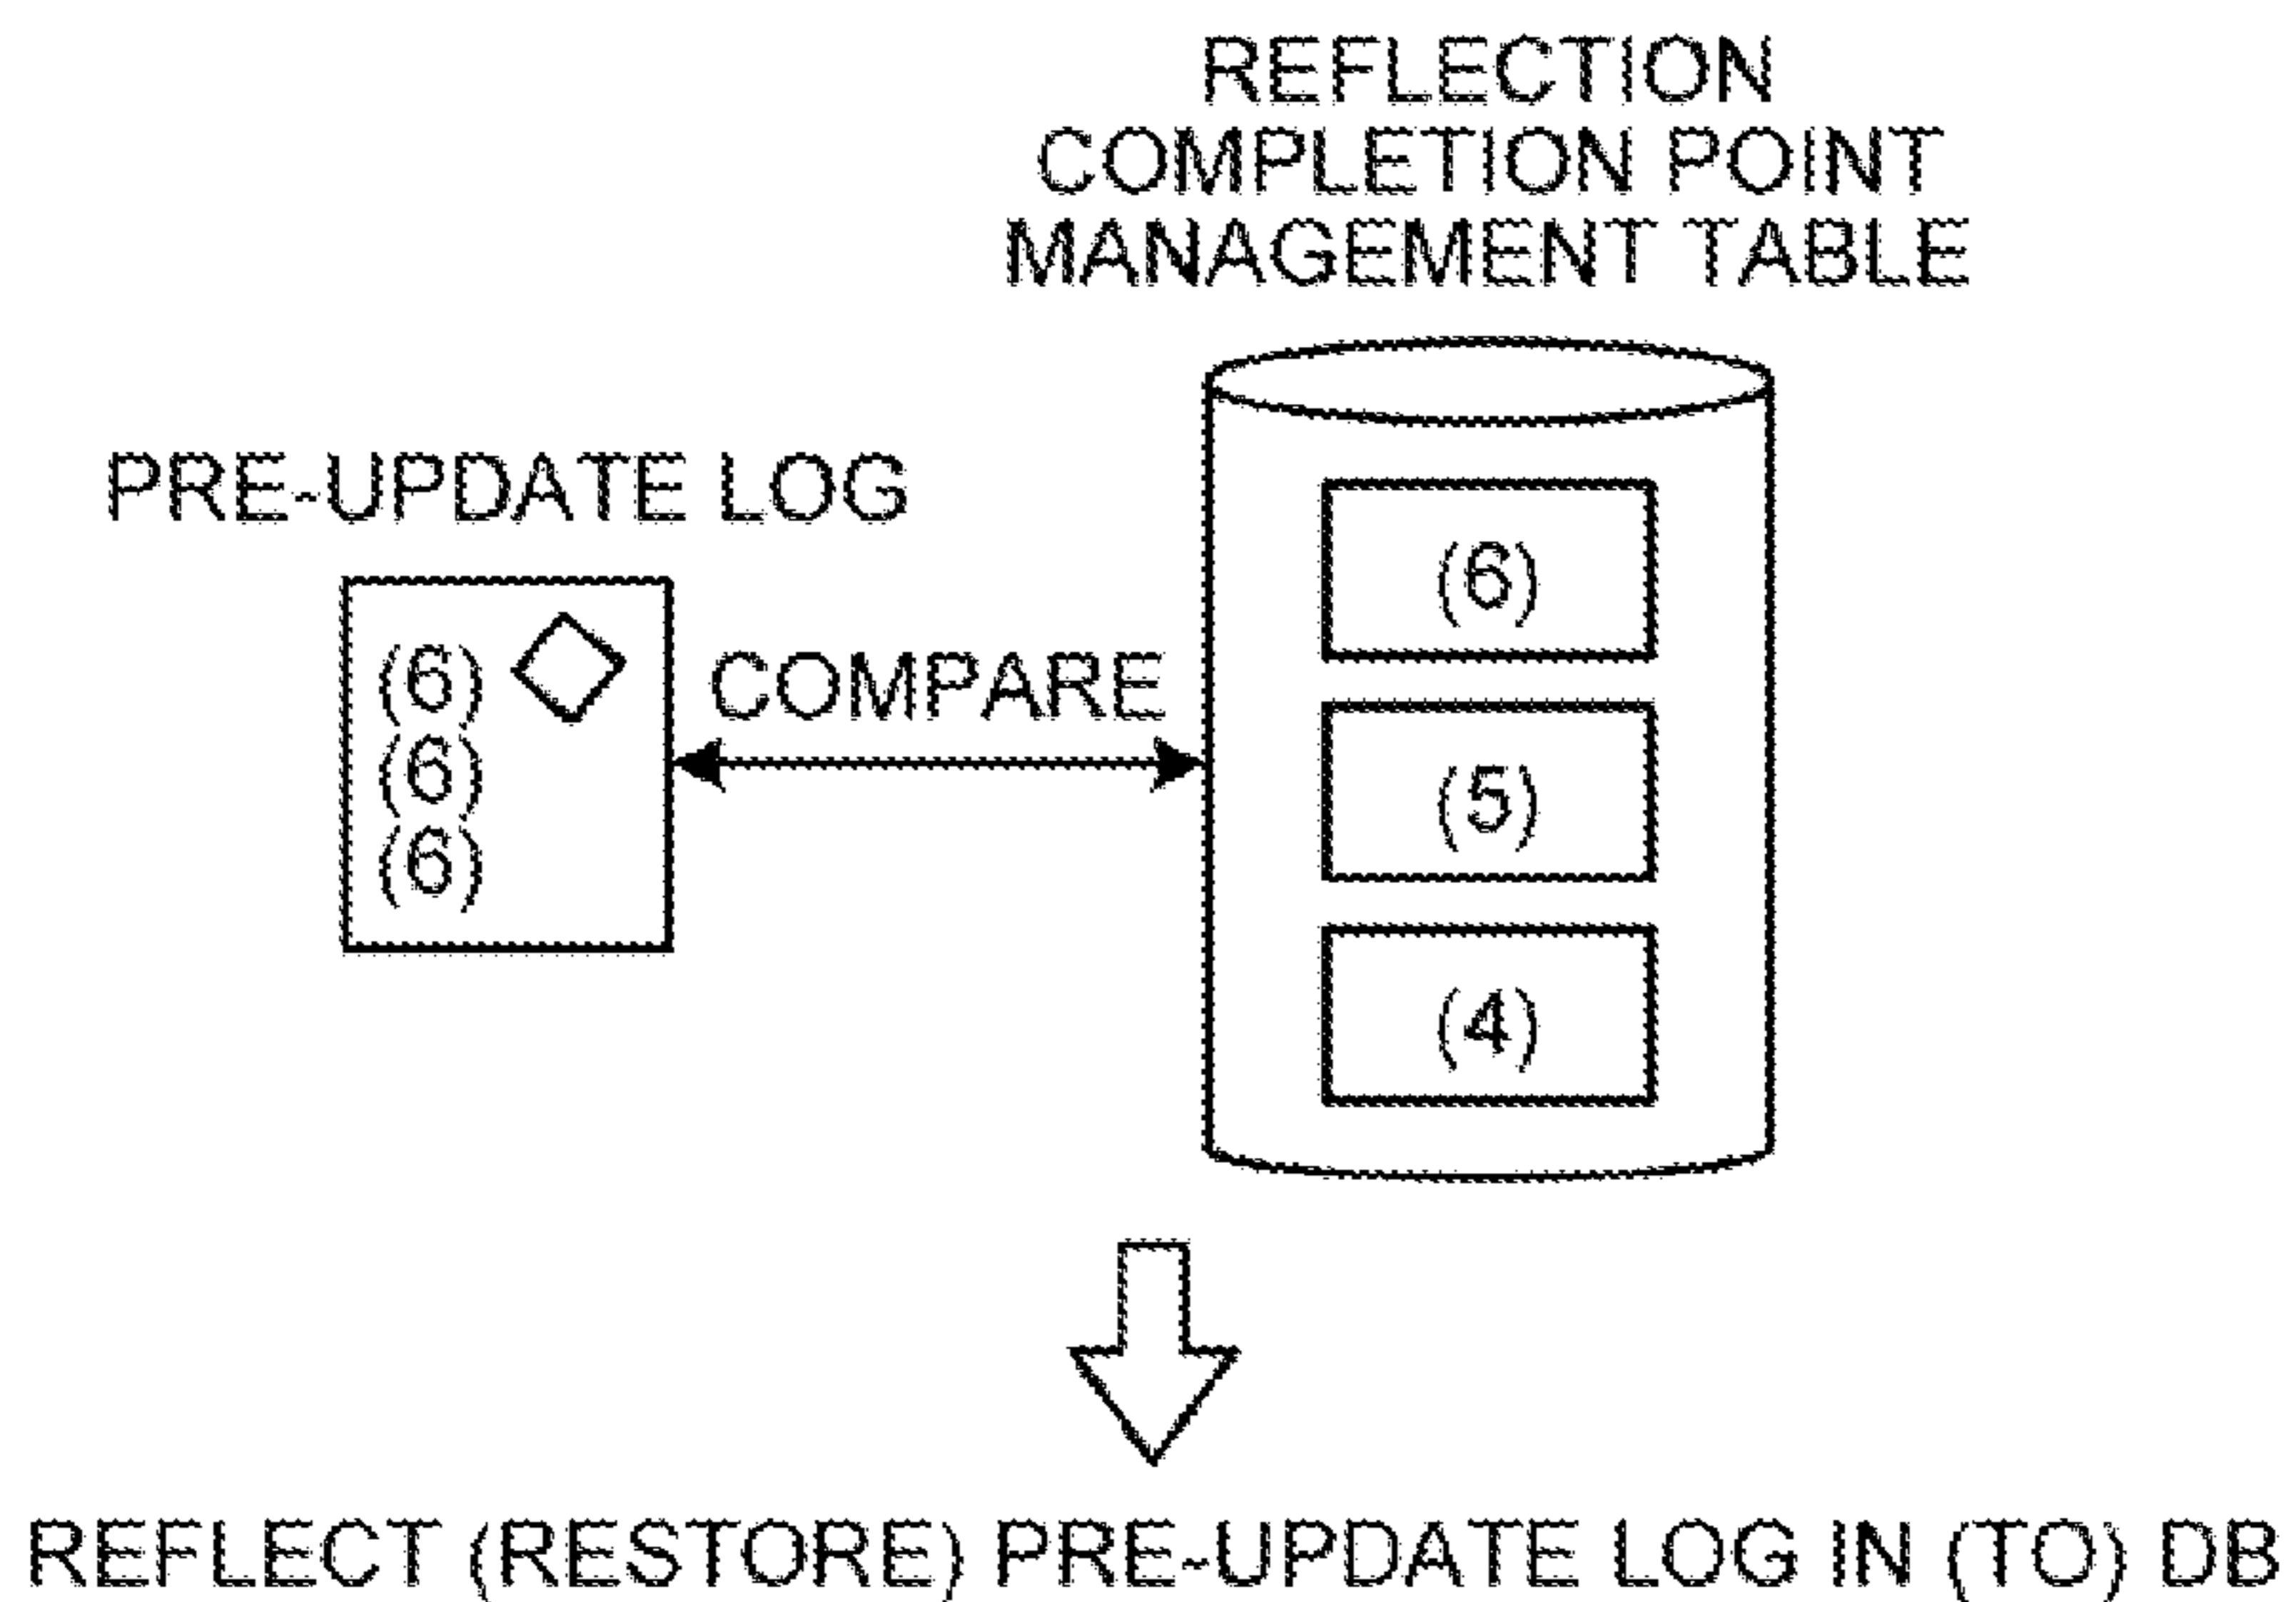 REFLECTION
COMPLETION POINT
MANAGEMENT TABLE
PRE-UPDATE LOG
(6)
(6)
(6)
COMPARE
(6)
(5)
(4)
REFLECT (RESTORE) PRE-UPDATE LOG IN (TO) DB